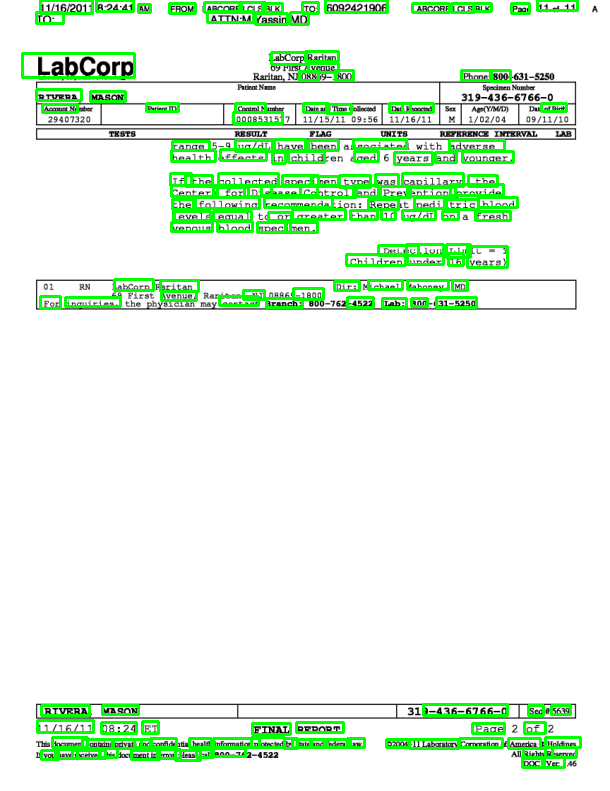 11/16/2011 8:24:41 AM FROM: LABCORP LCLS BLK TO: 6092421906 LABCORP LCLS BLK Page 11 of 11 A
TO: ATTN:M Yassin MD
LabCorp
LabCorp Raritan
69 First Avenue
Raritan, NJ 08869-1800
Phone: 800-631-5250
Patient Name Specimen Number
RIVERA, MASON 319-436-6766-0
Account Number Patient ID Control Number Date and Time Collected Date Reported Sex Age(Y/M/D) Date of Birth
29407320 00085315 7 11/15/11 09:56 11/16/11 M 1/02/04 09/11/10
TESTS RESULT FLAG UNITS REFERENCE INTERVAL LAB
range 5-9 ug/dL have been associated with adverse
health effects in children aged 6 years and younger.
If the collected specimen type was capillary, the
Center for Disease Control and Prevention provide
the following recommendation: Repeat pediatric blood
levels equal to or greater than 10 ug/dL on a fresh
venous blood specimen.
Detection Limit = 1
(Children under 16 years)
01 RN LabCorp Raritan Dir: Michael Mahoney, MD
69 First Avenue, Raritan, NJ 08869-1800
For inquiries, the physician may contact Branch: 800-762-4522 Lab: 800-631-5250
RIVERA, MASON 319-436-6766-0 Seq # 5639
11/16/11 08:24 ET FINAL REPORT Page 2 of 2
This document contains private and confidential health information protected by state and federal law. ©2004-11 Laboratory Corporation of America ® Holdings
If you have received this document in error, please call 800-762-4522 All Rights Reserved
DOC Ver: .46